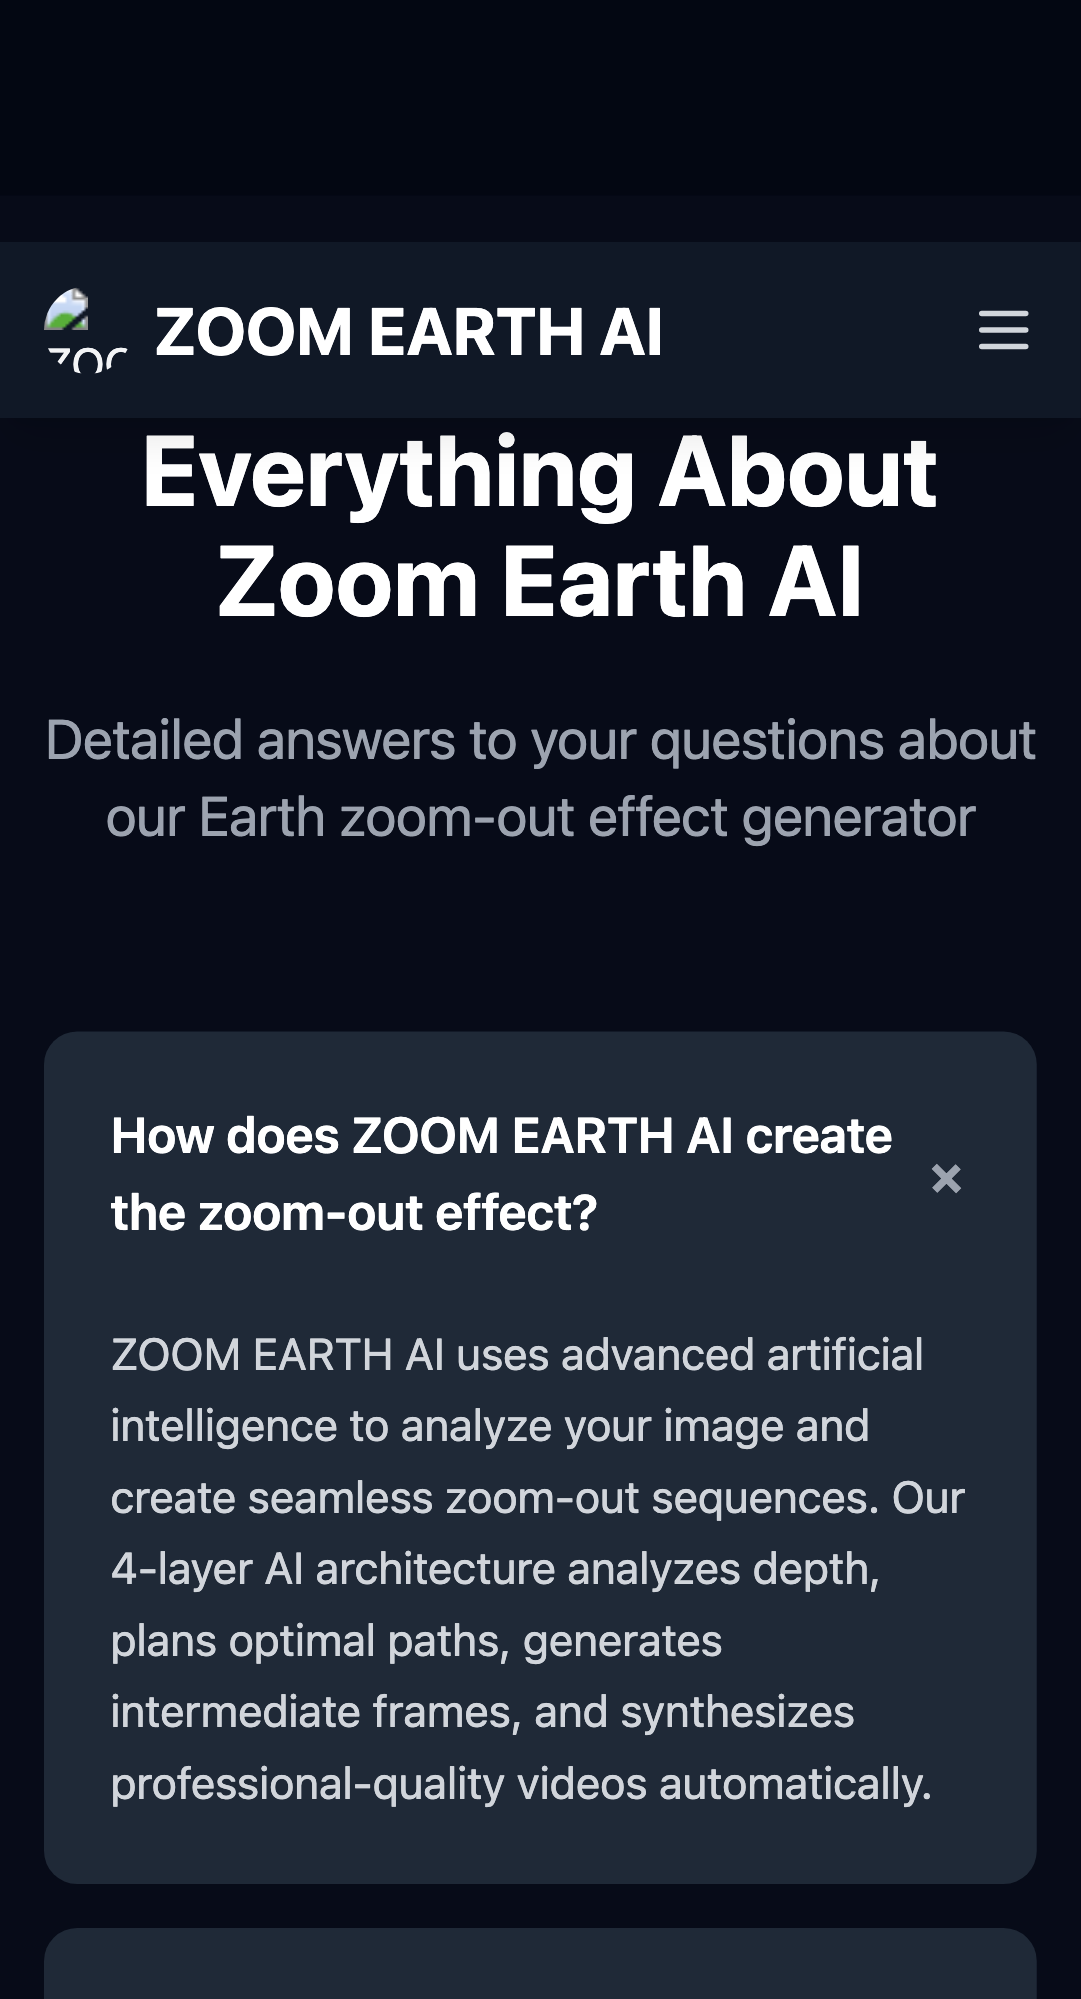 ZOOM EARTH AI
Everything About
Zoom Earth AI
Detailed answers to your questions about
our Earth zoom-out effect generator
How does ZOOM EARTH AI create
the zoom-out effect?
ZOOM EARTH AI uses advanced artificial
intelligence to analyze your image and
create seamless zoom-out sequences. Our
4-layer AI architecture analyzes depth,
plans optimal paths, generates
intermediate frames, and synthesizes
professional-quality videos automatically.